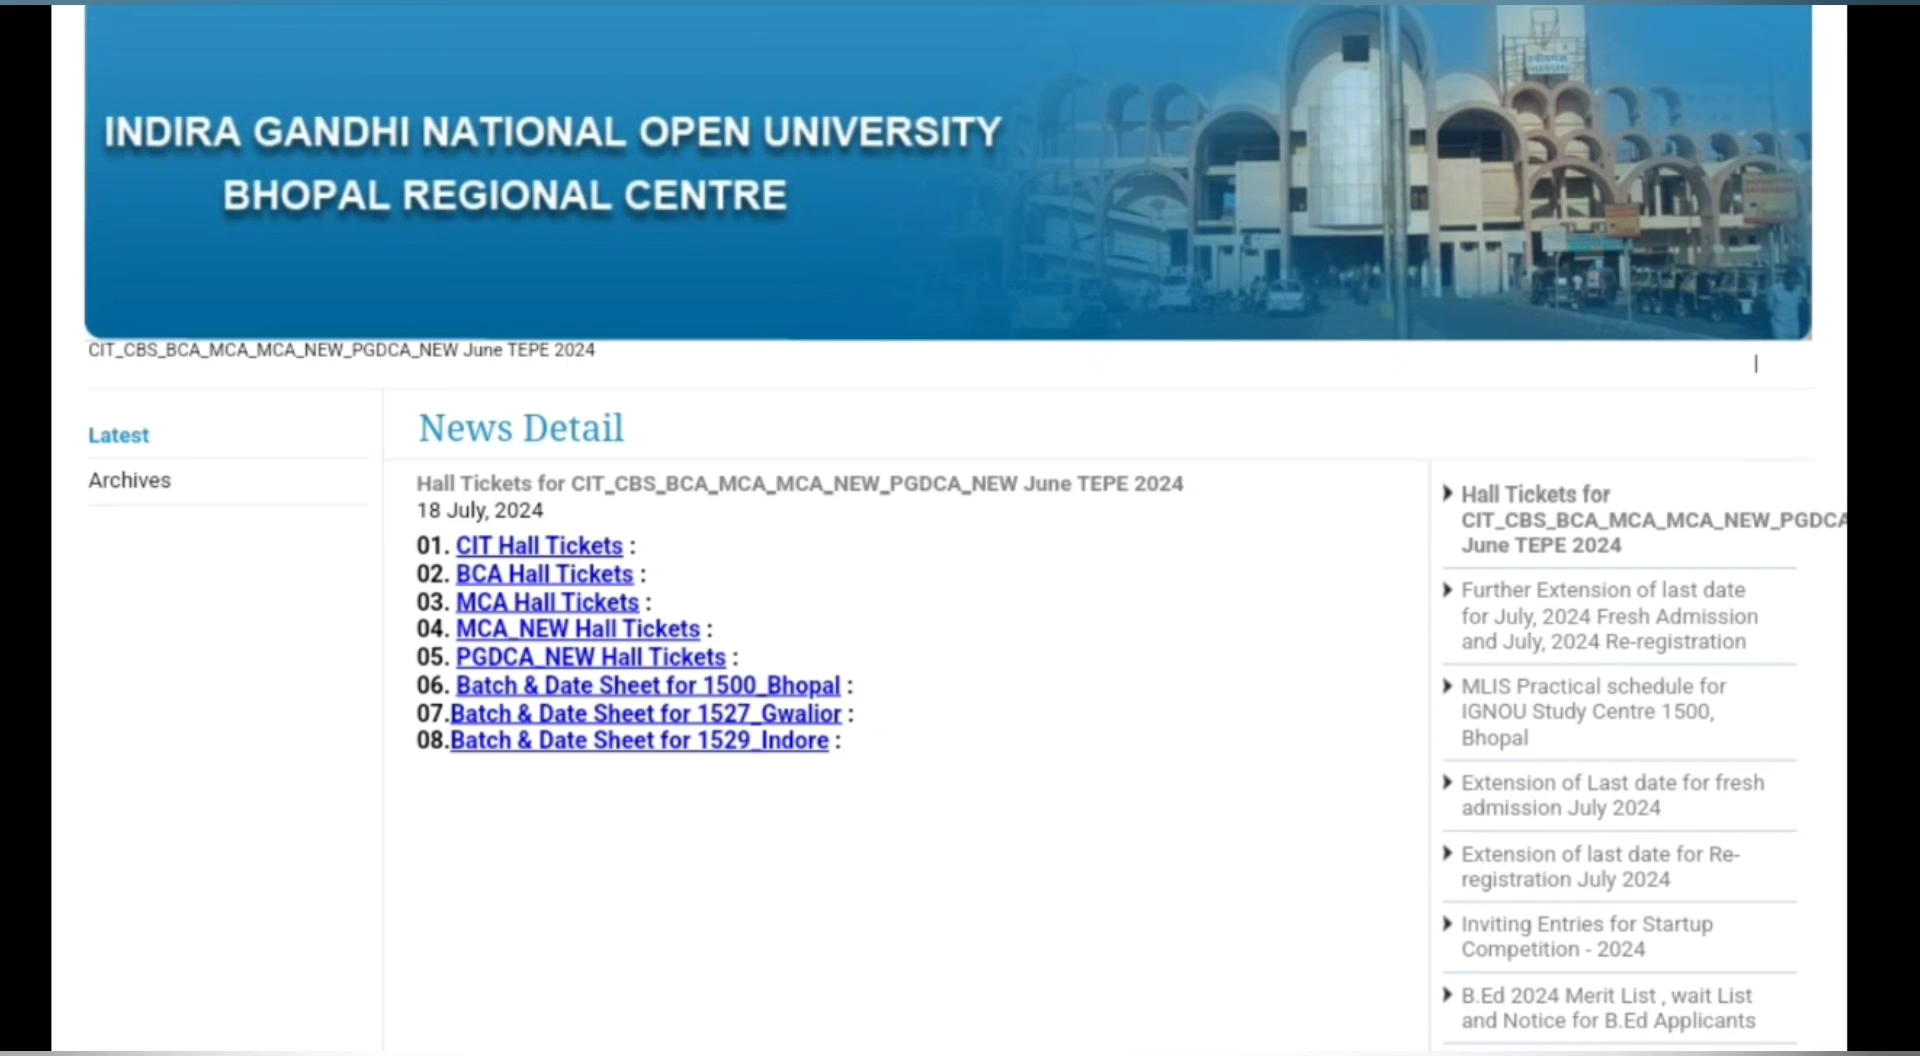 INDIRA GANDHI NATIONAL OPEN UNIVERSITY
BHOPAL REGIONAL CENTRE
CIT_CBS_BCA_MCA_MCA_NEW_PGDCA_NEW June TEPE 2024
|
Latest
Archives
News Detail
Hall Tickets for CIT_CBS_BCA_MCA_MCA_NEW_PGDCA_NEW June TEPE 2024
18 July, 2024
01. CIT Hall Tickets :
02. BCA Hall Tickets :
03. MCA Hall Tickets :
04. MCA_NEW Hall Tickets :
05. PGDCA_NEW Hall Tickets :
06. Batch & Date Sheet for 1500_Bhopal :
07.Batch & Date Sheet for 1527_Gwalior :
08.Batch & Date Sheet for 1529_Indore :
Hall Tickets for
CIT_CBS_BCA_MCA_MCA_NEW_PGDCA
June TEPE 2024
Further Extension of last date
for July, 2024 Fresh Admission
and July, 2024 Re-registration
MLIS Practical schedule for
IGNOU Study Centre 1500,
Bhopal
Extension of Last date for fresh
admission July 2024
Extension of last date for Re-
registration July 2024
Inviting Entries for Startup
Competition - 2024
B.Ed 2024 Merit List , wait List
and Notice for B.Ed Applicants